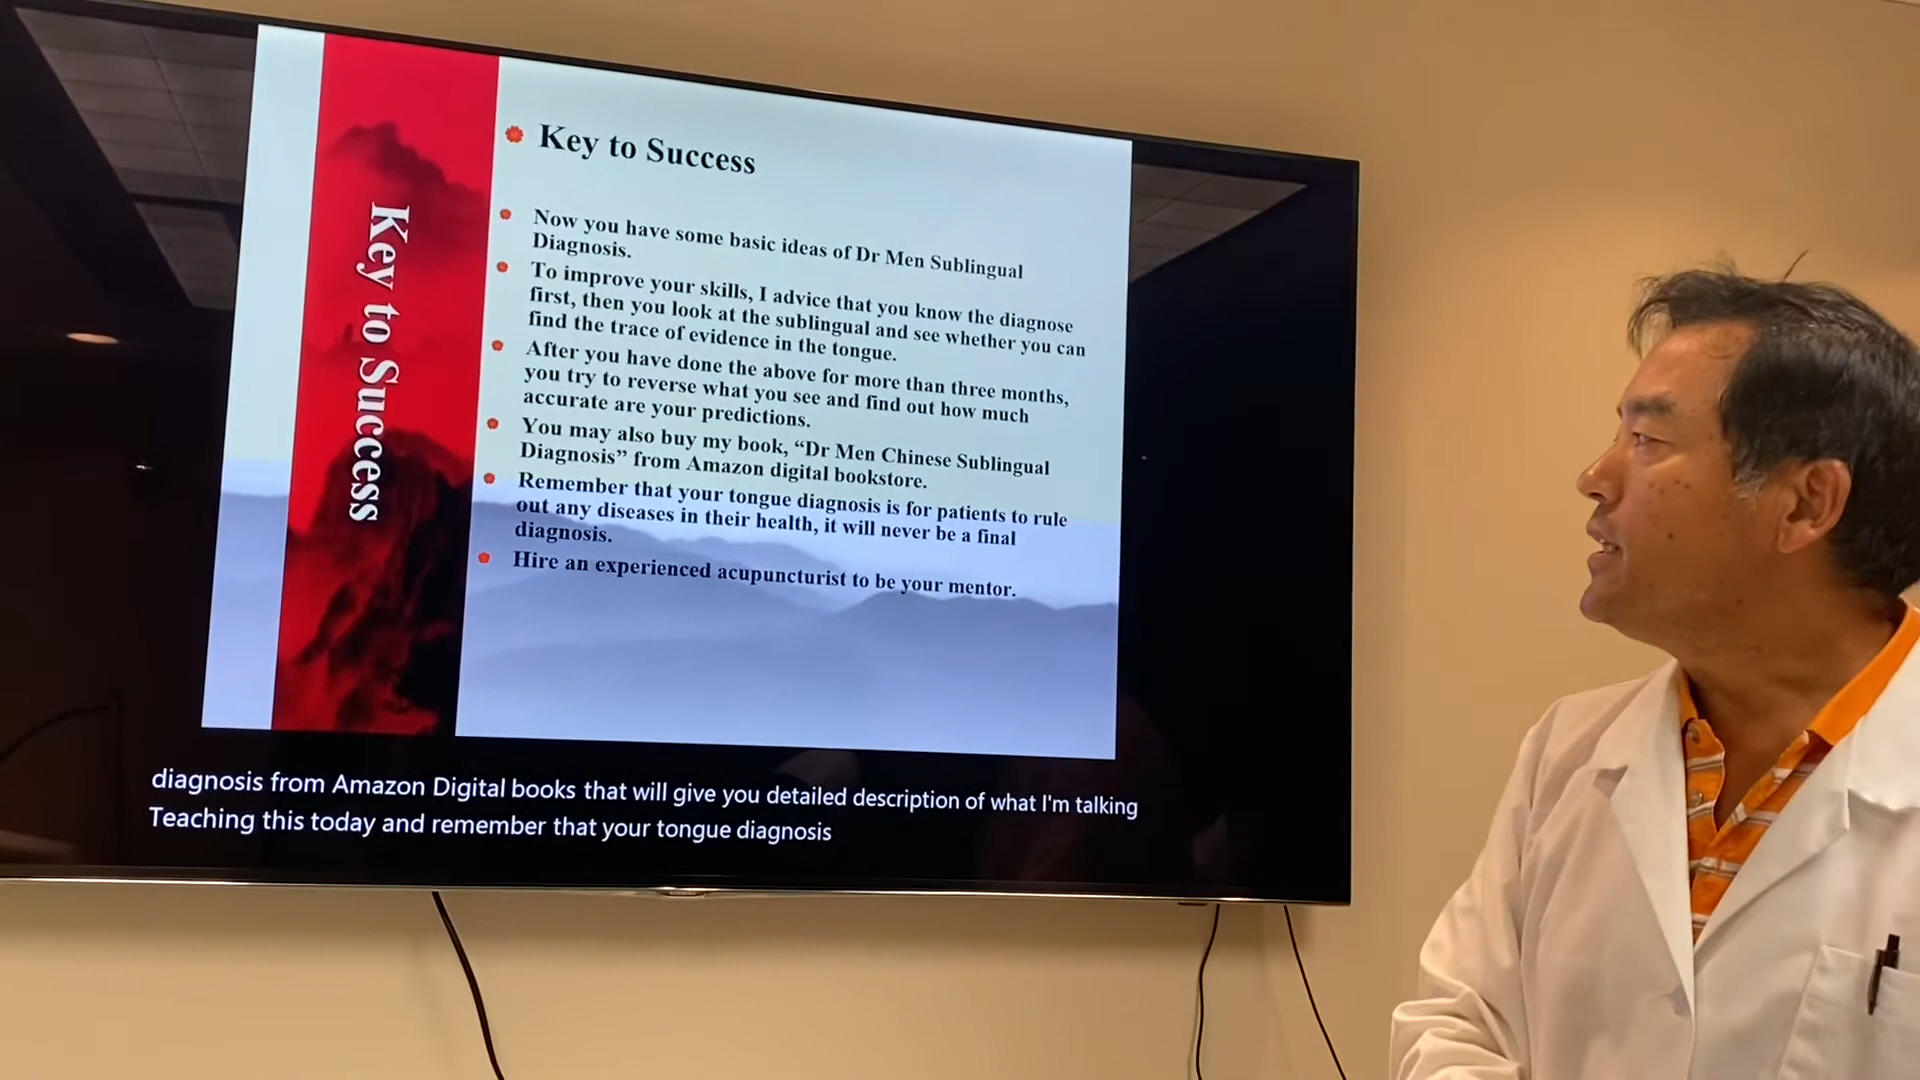 Key to Success
Key to Success
Now you have some basic ideas of Dr Men Sublingual
Diagnosis.
To improve your skills, I advice that you know the diagnose
first, then you look at the sublingual and see whether you can
find the trace of evidence in the tongue.
After you have done the above for more than three months,
you try to reverse what you see and find out how much
accurate are your predictions.
You may also buy my book, “Dr Men Chinese Sublingual
Diagnosis” from Amazon digital bookstore.
Remember that your tongue diagnosis is for patients to rule
out any diseases in their health, it will never be a final
diagnosis.
Hire an experienced acupuncturist to be your mentor.
diagnosis from Amazon Digital books that will give you detailed description of what I'm talking
Teaching this today and remember that your tongue diagnosis